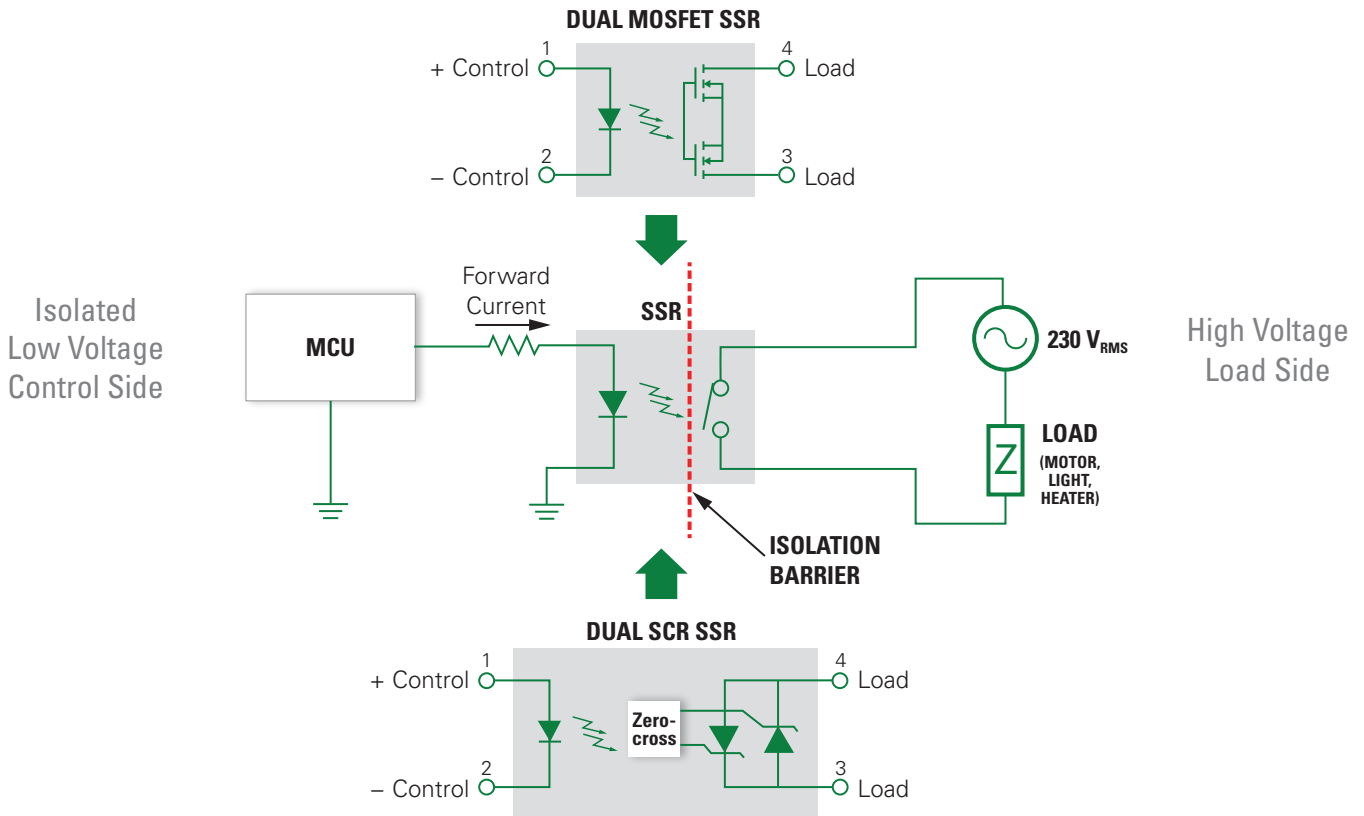 DUAL MOSFET SSR
1
4
+ Control
Load
2
3
– Control
Load
Isolated
Low Voltage
Control Side
MCU
Forward
Current
SSR
230 VRMS
High Voltage
Load Side
LOAD
(MOTOR,
LIGHT,
HEATER)
Z
ISOLATION
BARRIER
DUAL SCR SSR
1
4
+ Control
Load
Zero-
cross
2
3
– Control
Load